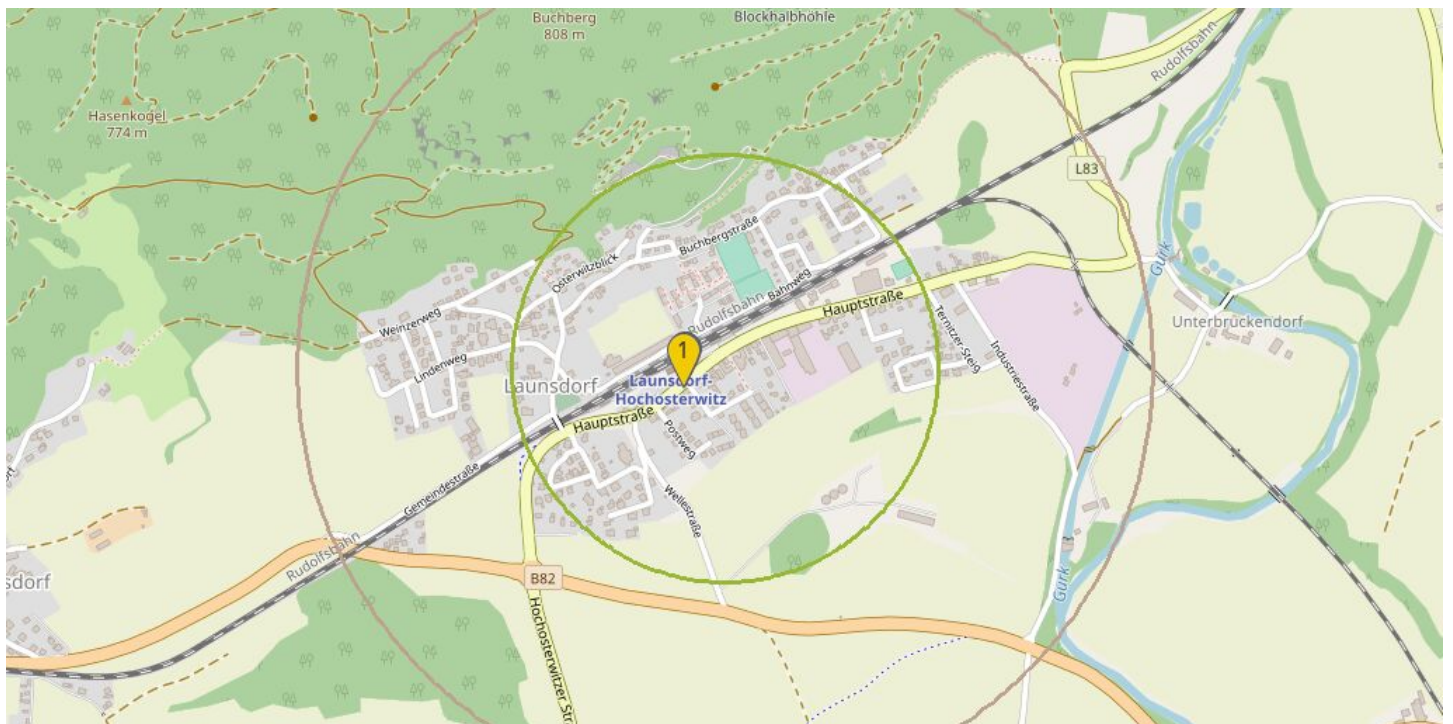 Buchberg
808 m
Blockhalbhöhle
Hasenkogel
774 m
Rudolfsbahn
L83
Buchbergstraße
Osterwitzblick
Gurk
Bahnweg
Rudolfsbahn
Hauptstraße
Weinzerweg
Ternitzer-Steig
Unterbruckendorf
Lindenweg
Industriestraße
1
Launsdorf
Launsdorf-
Hochosterwitz
Hauptstraße
Postweg
Gemeindestraße
Wellestraße
Rudolfsbahn
sdorf
B82
Gurk
Hochosterwitzer Str